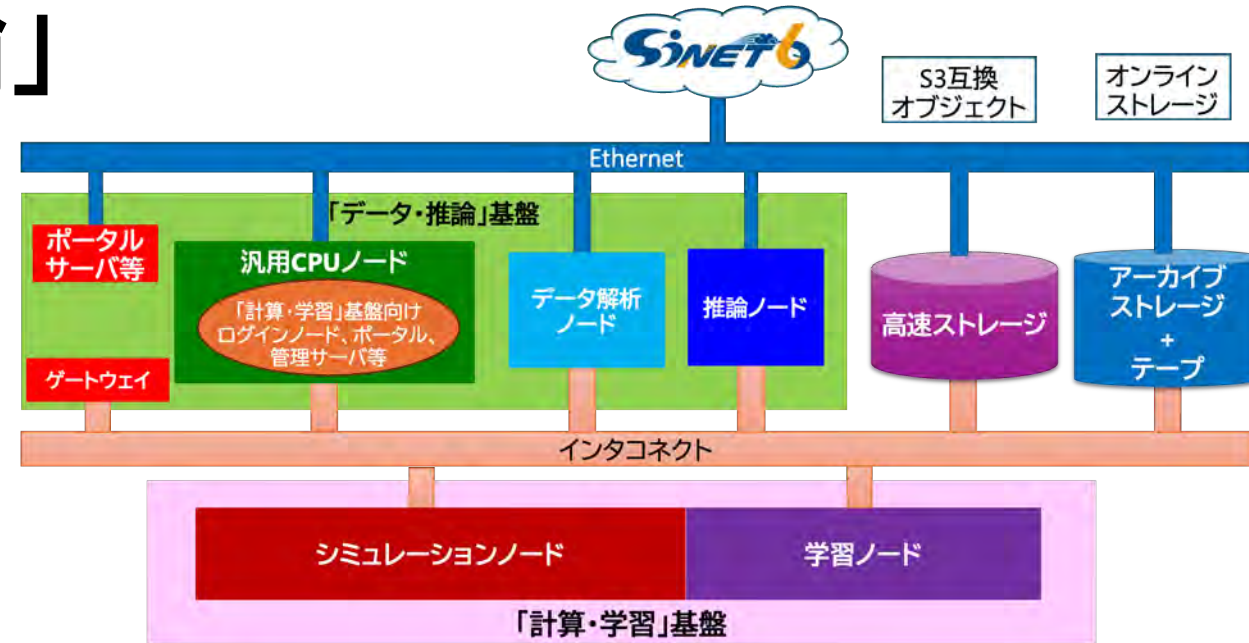 」
SINET6
S3互換
オブジェクト
オンライン
ストレージ
Ethernet
「データ・推論」基盤
ポータル
サーバ等
汎用CPUノード
「計算・学習」基盤向け
ログインノード、ポータル、
管理サーバ等
データ解析
ノード
推論ノード
高速ストレージ
アーカイブ
ストレージ
+
テープ
ゲートウェイ
インタコネクト
シミュレーションノード
学習ノード
「計算・学習」基盤